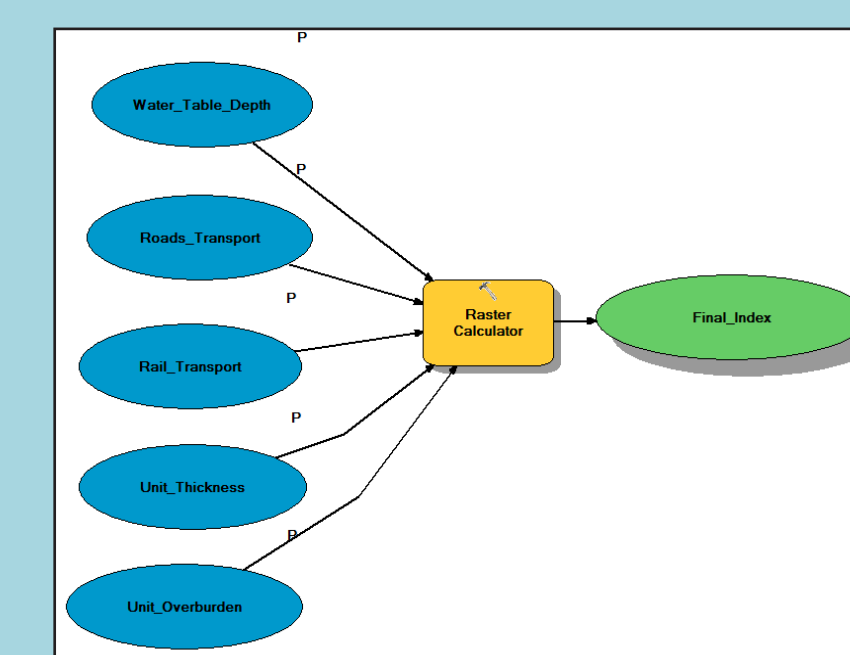 P
Water_Table_Depth
P
Roads_Transport
P
Raster
Calculator
Final_Index
Rail_Transport
P
Unit_Thickness
P
Unit_Overburden